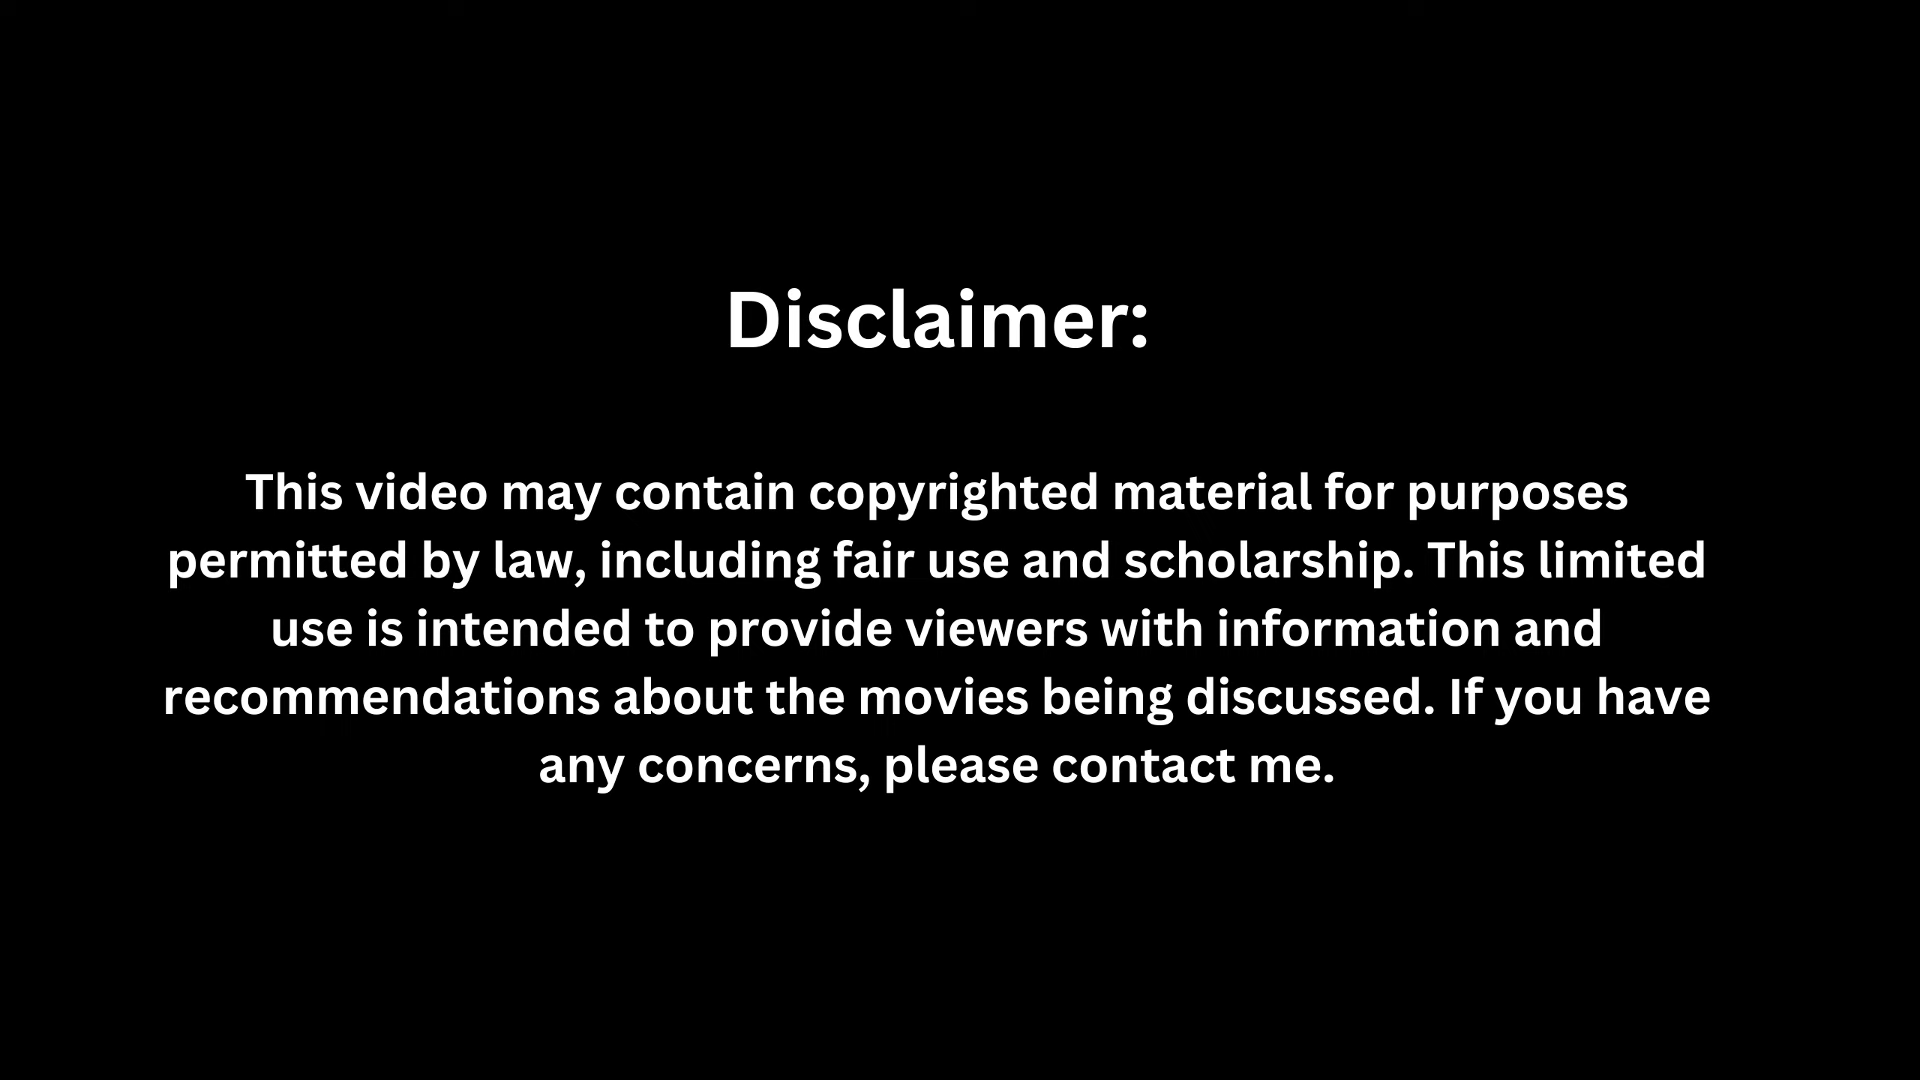 Disclaimer:
This video may contain copyrighted material for purposes
permitted by law, including fair use and scholarship. This limited
use is intended to provide viewers with information and
recommendations about the movies being discussed. If you have
any concerns, please contact me.